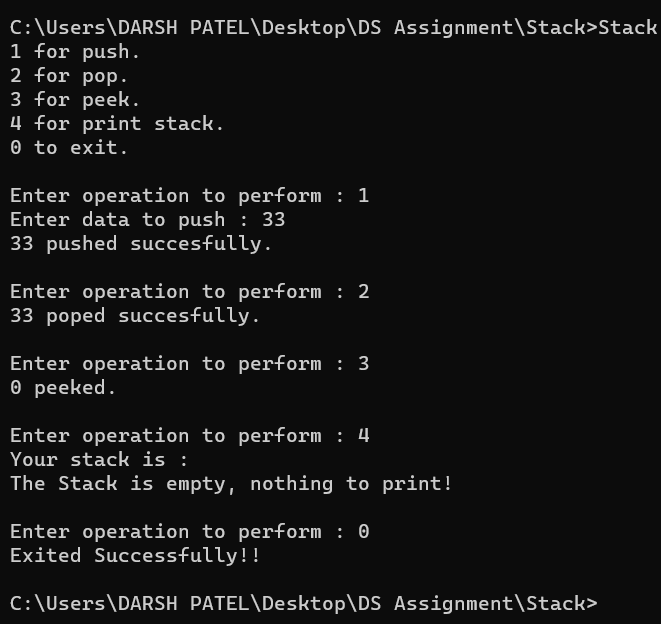 C:\Users\DARSH PATEL\Desktop\DS Assignment\Stack>Stack
1 for push.
2 for pop.
3 for peek.
4 for print stack.
0 to exit.
Enter operation to perform : 1
Enter data to push : 33
33 pushed succesfully.
Enter operation to perform : 2
33 poped succesfully.
Enter operation to perform : 3
0 peeked.
Enter operation to perform : 4
Your stack is :
The Stack is empty, nothing to print!
Enter operation to perform : 0
Exited Successfully!!
C:\Users\DARSH PATEL\Desktop\DS Assignment\Stack>